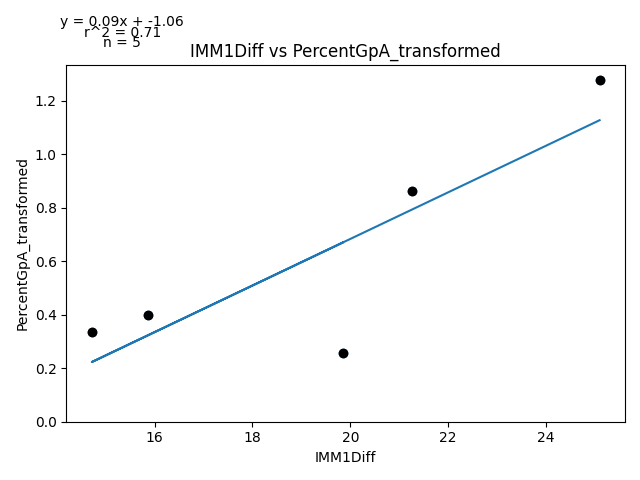 y = 0.09x + -1.06
r^2 = 0.71
n = 5
IMM1Diff vs PercentGpA_transformed
PercentGpA_transformed
1.2
1.0
0.8
0.6
0.4
0.2
0.0
16 18 20 22 24
IMM1Diff